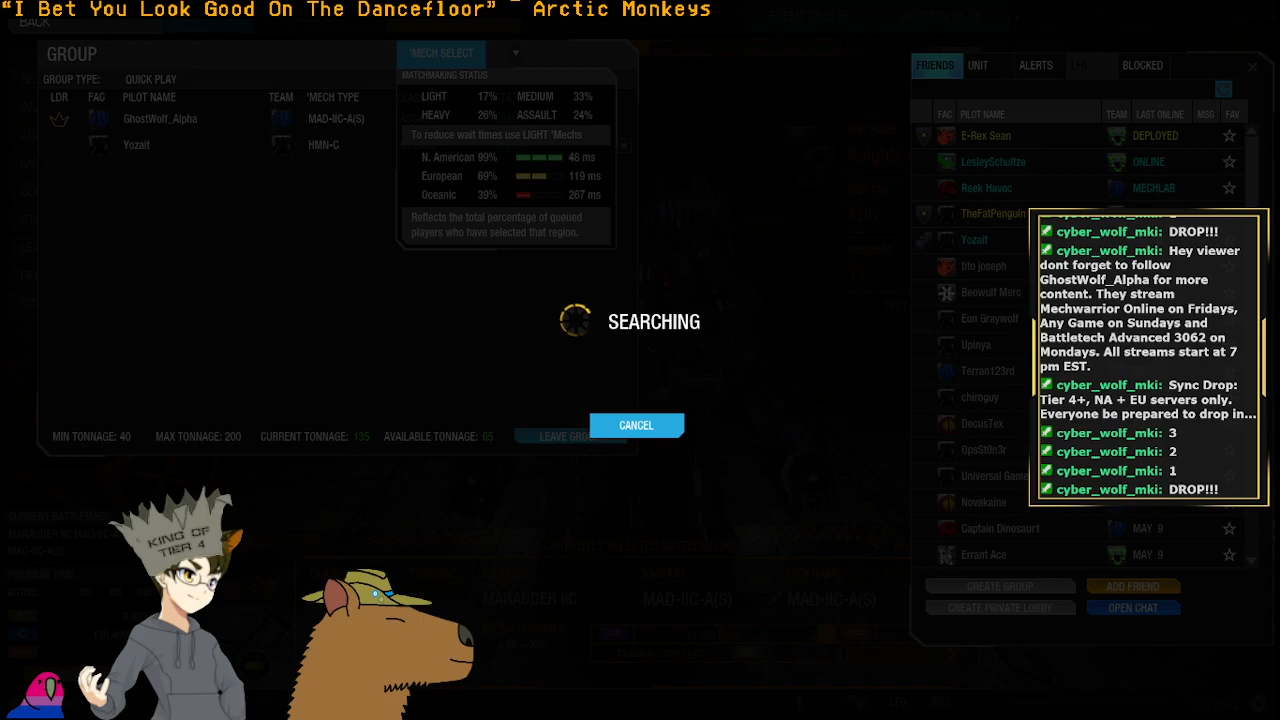 “I Bet You Look Good On The Dancefloor” - Arctic Monkeys
BACK
GROUP
'MECH SELECT
GROUP TYPE: QUICK PLAY
LDR FAC PILOT NAME TEAM 'MECH TYPE
GhostWolf_Alpha MAD-IIC-A(S)
Yozalt HMN-C
MATCHMAKING STATUS
LIGHT 17% MEDIUM 33%
HEAVY 26% ASSAULT 24%
To reduce wait times use LIGHT 'Mechs
N. American 99% 48 ms
European 69% 119 ms
Oceanic 39% 267 ms
Reflects the total percentage of queued
players who have selected that region.
SEARCHING
CANCEL
MIN TONNAGE: 40 MAX TONNAGE: 200 CURRENT TONNAGE: 135 AVAILABLE TONNAGE: 65
FRIENDS UNIT ALERTS LFG BLOCKED
FAC PILOT NAME TEAM LAST ONLINE MSG FAV
E-Rex Sean DEPLOYED
LesleySchultze ONLINE
Reek Havoc MECHLAB
TheFatPenguin
Yozalt
tito joseph
Beowulf Merc
Eon Graywolf
Upinya
Terran123rd
chiroguy
DecusTex
OpsSt0n3r
Universal Game
Novakaine
Captain Dinosaur1 MAY 9
Errant Ace MAY 9
CREATE GROUP ADD FRIEND
CREATE PRIVATE LOBBY OPEN CHAT
cyber_wolf_mki: DROP!!!
cyber_wolf_mki: Hey viewer
dont forget to follow
GhostWolf_Alpha for more
content. They stream
Mechwarrior Online on Fridays,
Any Game on Sundays and
Battletech Advanced 3062 on
Mondays. All streams start at 7
pm EST.
cyber_wolf_mki: Sync Drop:
Tier 4+, NA + EU servers only.
Everyone be prepared to drop in...
cyber_wolf_mki: 3
cyber_wolf_mki: 2
cyber_wolf_mki: 1
cyber_wolf_mki: DROP!!!
KING OF
TIER 4
MARAUDER IIC MAD-IIC-A(S) MAD-IIC-A(S)